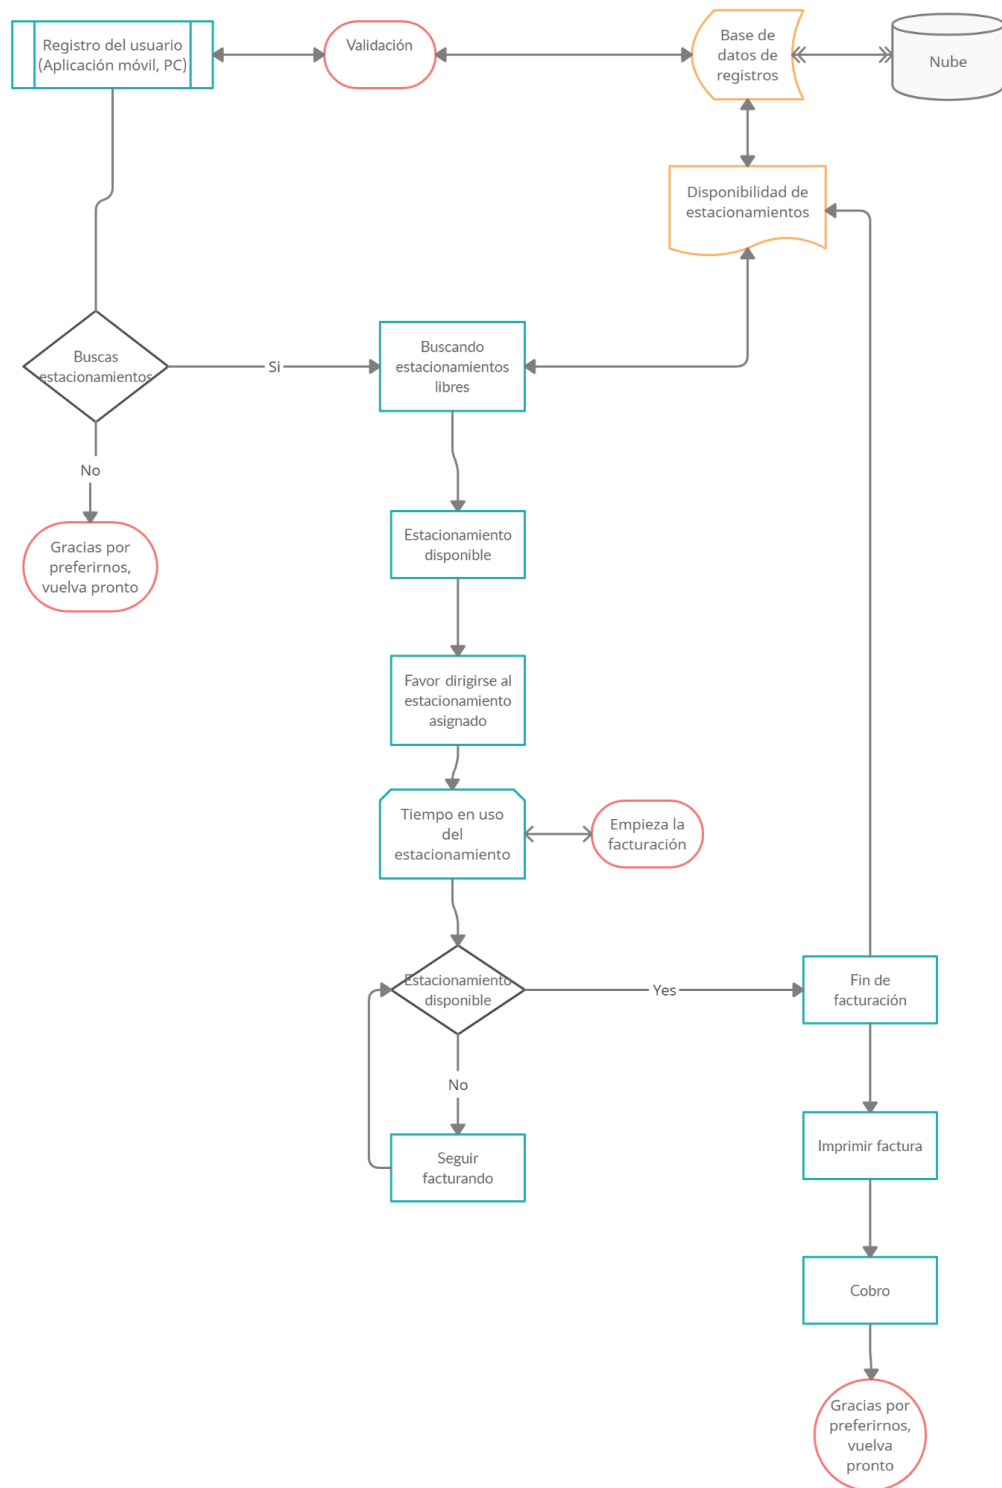 Registro del usuario
(Aplicación móvil, PC)
Validación
Base de
datos de
registros
Nube
Disponibilidad de
estacionamientos
Buscas
estacionamientos
Si
Buscando
estacionamientos
libres
No
Gracias por
preferirnos,
vuelva pronto
Estacionamiento
disponible
Favor dirigirse al
estacionamiento
asignado
Tiempo en uso
del
estacionamiento
Empieza la
facturación
Estacionamiento
disponible
Yes
Fin de
facturación
No
Seguir
facturando
Imprimir factura
Cobro
Gracias por
preferirnos,
vuelva
pronto